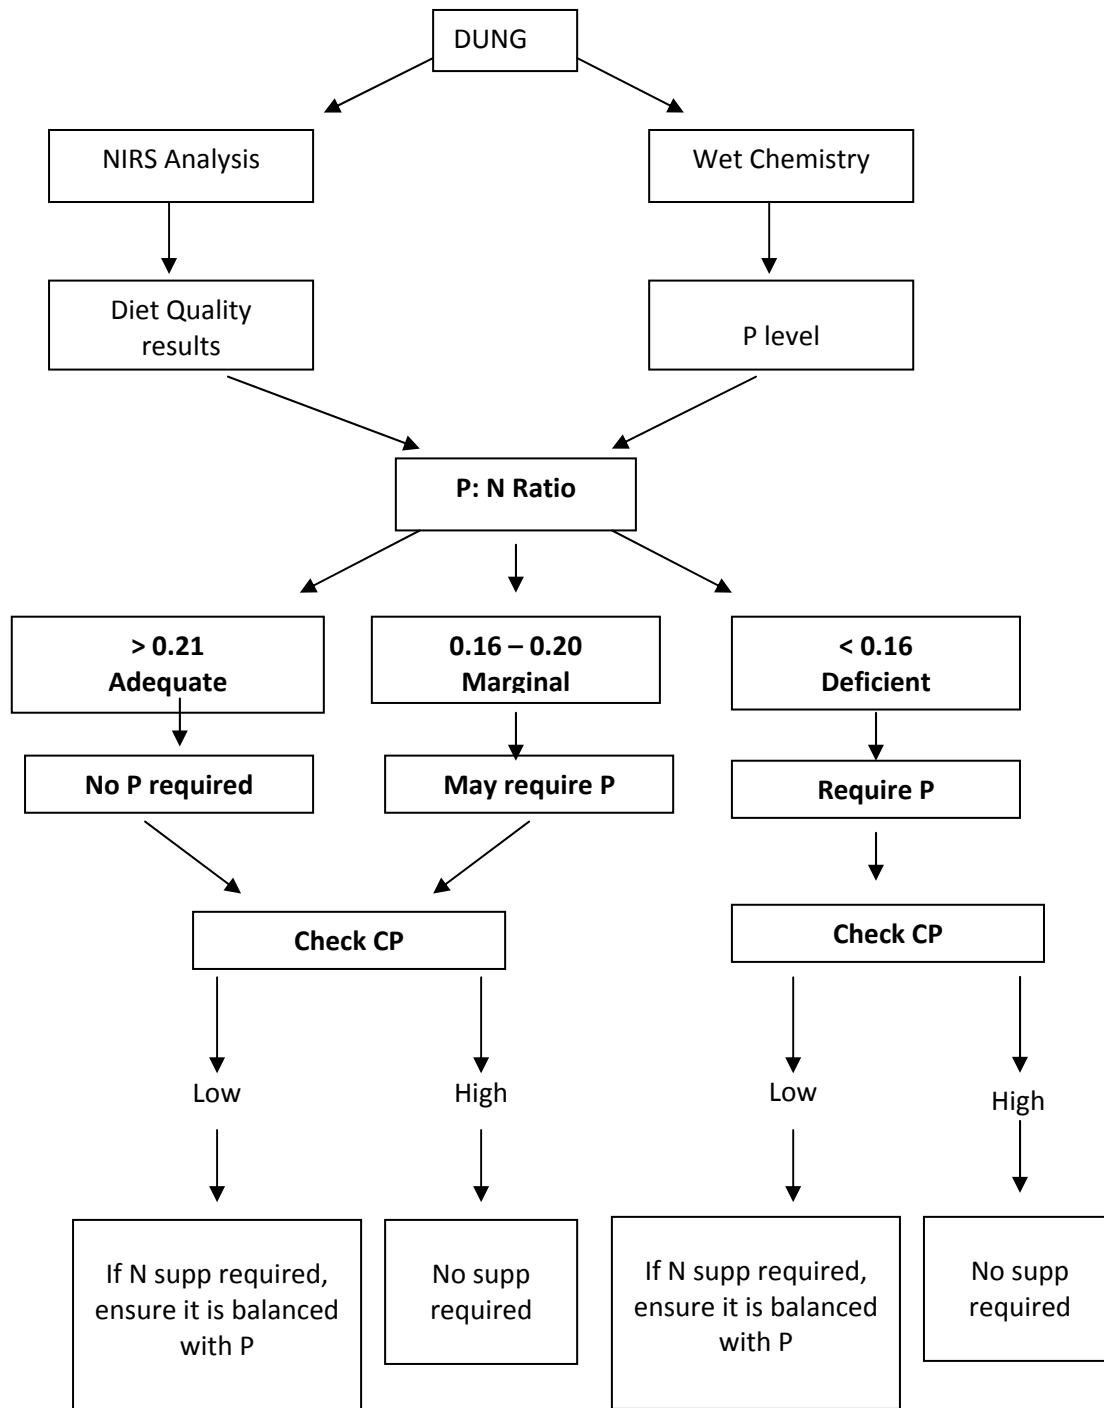 DUNG
NIRS Analysis
Wet Chemistry
Diet Quality
results
P level
P: N Ratio
> 0.21
Adequate
0.16 – 0.20
Marginal
< 0.16
Deficient
No P required
May require P
Require P
Check CP
Check CP
Low
High
Low
High
If N supp required,
ensure it is balanced
with P
No supp
required
If N supp required,
ensure it is balanced
with P
No supp
required